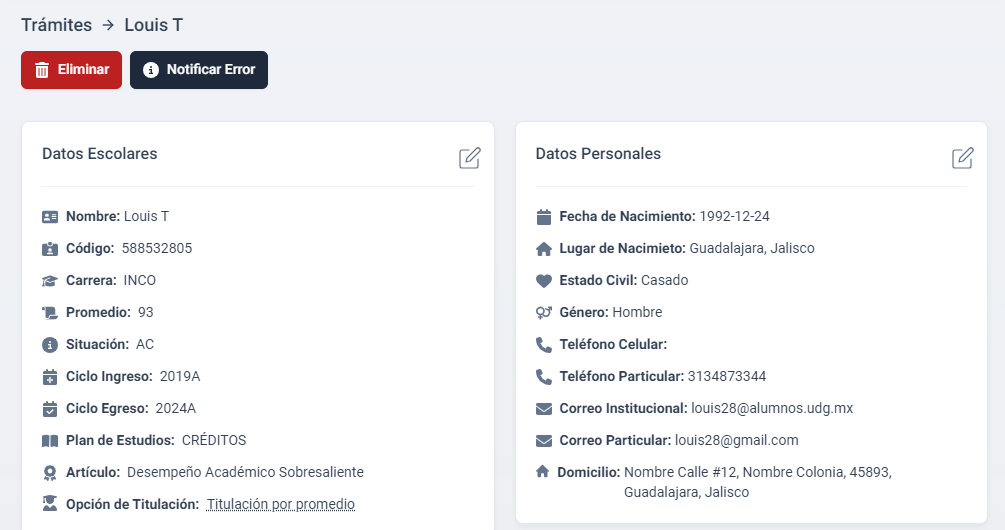 Trámites → Louis T
Eliminar
Notificar Error
Datos Escolares
Nombre: Louis T
Código: 588532805
Carrera: INCO
Promedio: 93
Situación: AC
Ciclo Ingreso: 2019A
Ciclo Egreso: 2024A
Plan de Estudios: CRÉDITOS
Artículo: Desempeño Académico Sobresaliente
Opción de Titulación: Titulación por promedio
Datos Personales
Fecha de Nacimiento: 1992-12-24
Lugar de Nacimieto: Guadalajara, Jalisco
Estado Civil: Casado
Género: Hombre
Teléfono Celular:
Teléfono Particular: 3134873344
Correo Institucional: louis28@alumnos.udg.mx
Correo Particular: louis28@gmail.com
Domicilio: Nombre Calle #12, Nombre Colonia, 45893,
Guadalajara, Jalisco